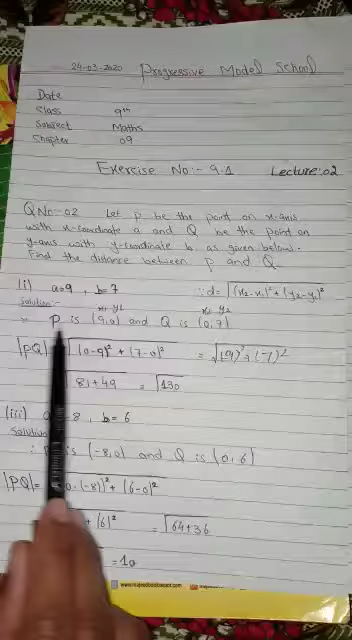 24-03-2020 Progressive Model School
Date
Class 9th
Subject Maths
Chapter 09
Exercise No:- 9.1 Lecture:02
Q No:-02 Let P be the point on x-axis
with x-coordinate a and Q be the point on
y-axis with y-coordinate b as given below.
Find the distance between P and Q
(i) a=9, b=7 ∵ d=√(x₂-x₁)²+(y₂-y₁)²
Solution:- x₁ y₁ x₂ y₂
P is (9,0) and Q is (0,7)
|PQ| √(0-9)²+(7-0)² = √(9)²+(-7)²
√81+49 = √130
(iii) 8, b=6
Solution
∴ is (-8,0) and Q is (0,6)
|PQ|= 0-(-8))²+(6-0)²
+(6)² = √64+36
=10